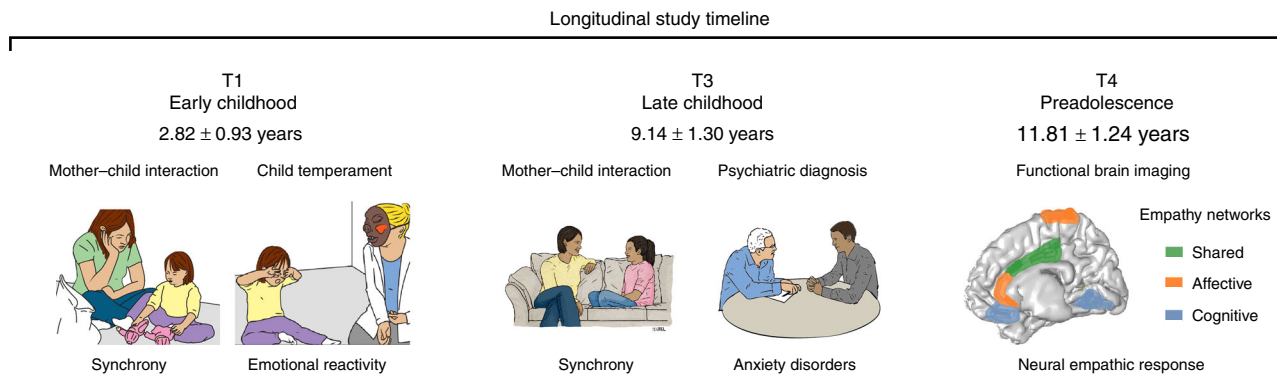 Longitudinal study timeline
T1
Early childhood
2.82 ± 0.93 years
Mother–child interaction
Child temperament
Synchrony
Emotional reactivity
T3
Late childhood
9.14 ± 1.30 years
Mother–child interaction
Psychiatric diagnosis
Synchrony
Anxiety disorders
T4
Preadolescence
11.81 ± 1.24 years
Functional brain imaging
Empathy networks
Shared
Affective
Cognitive
Neural empathic response